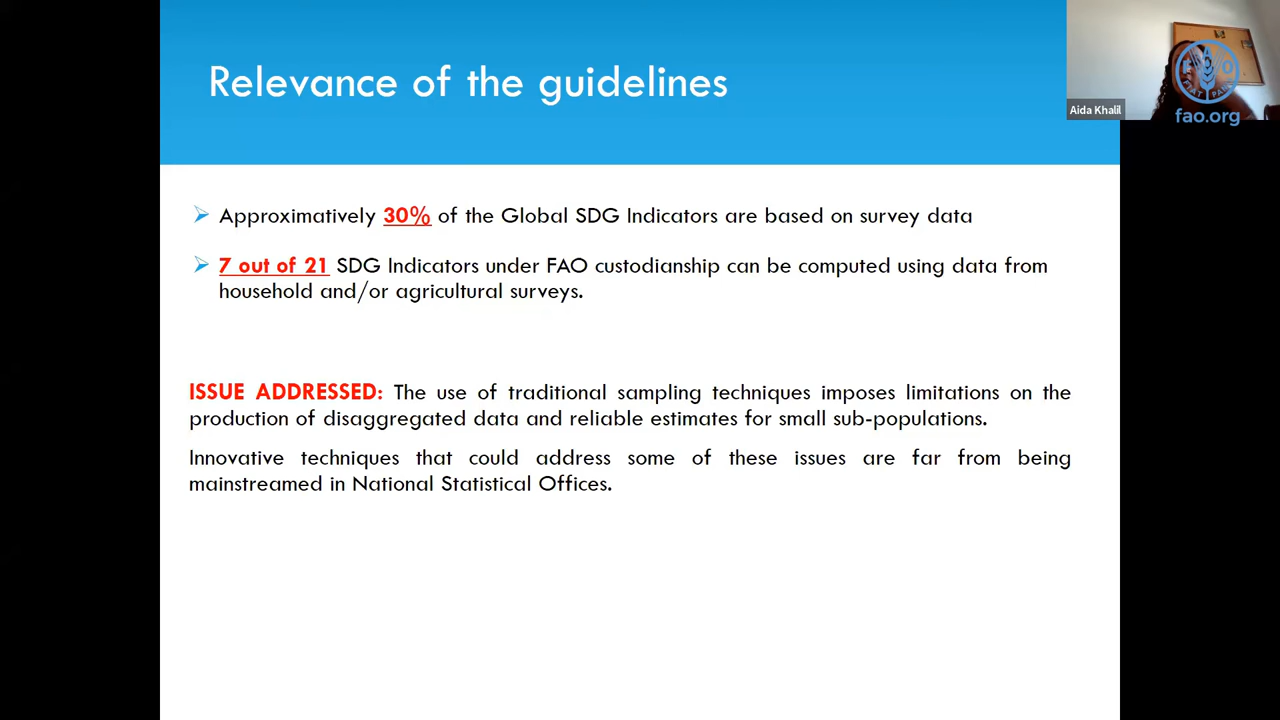 Relevance of the guidelines
Aida Khalil
fao.org
Approximatively 30% of the Global SDG Indicators are based on survey data
7 out of 21 SDG Indicators under FAO custodianship can be computed using data from
household and/or agricultural surveys.
ISSUE ADDRESSED: The use of traditional sampling techniques imposes limitations on the
production of disaggregated data and reliable estimates for small sub-populations.
Innovative techniques that could address some of these issues are far from being
mainstreamed in National Statistical Offices.